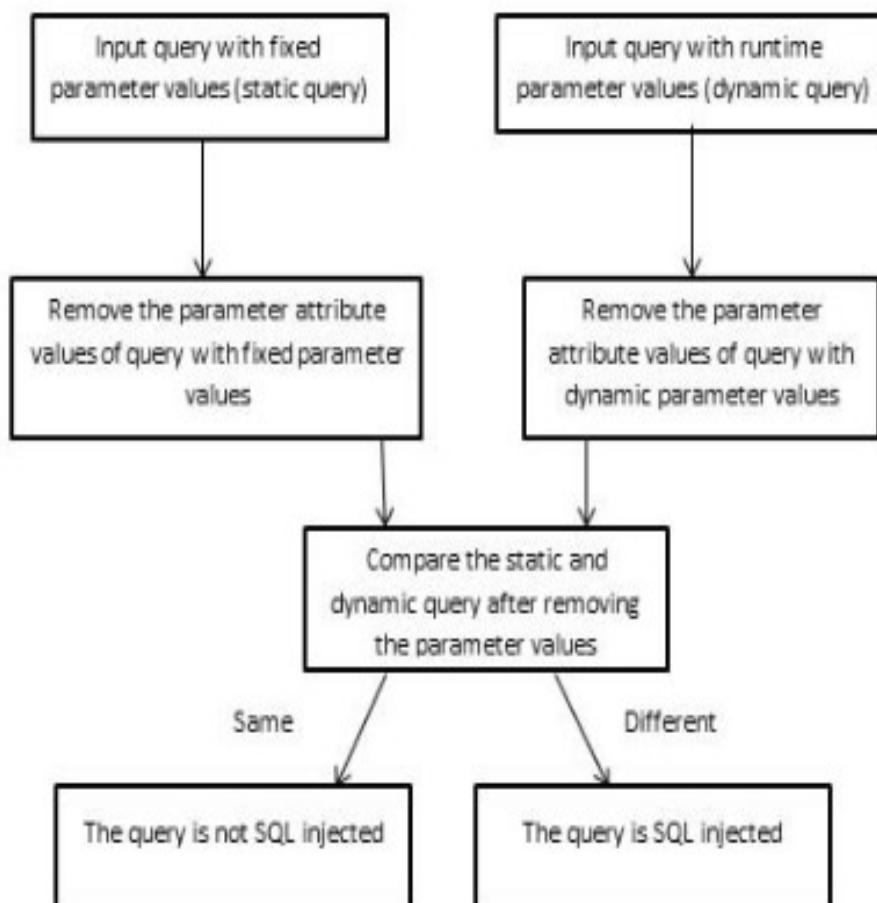 Input query with fixed
parameter values (static query)
Input query with runtime
parameter values (dynamic query)
Remove the parameter attribute
values of query with fixed parameter
values
Remove the parameter
attribute values of query with
dynamic parameter values
Compare the static and
dynamic query after removing
the parameter values
Same
Different
The query is not SQL injected
The query is SQL injected